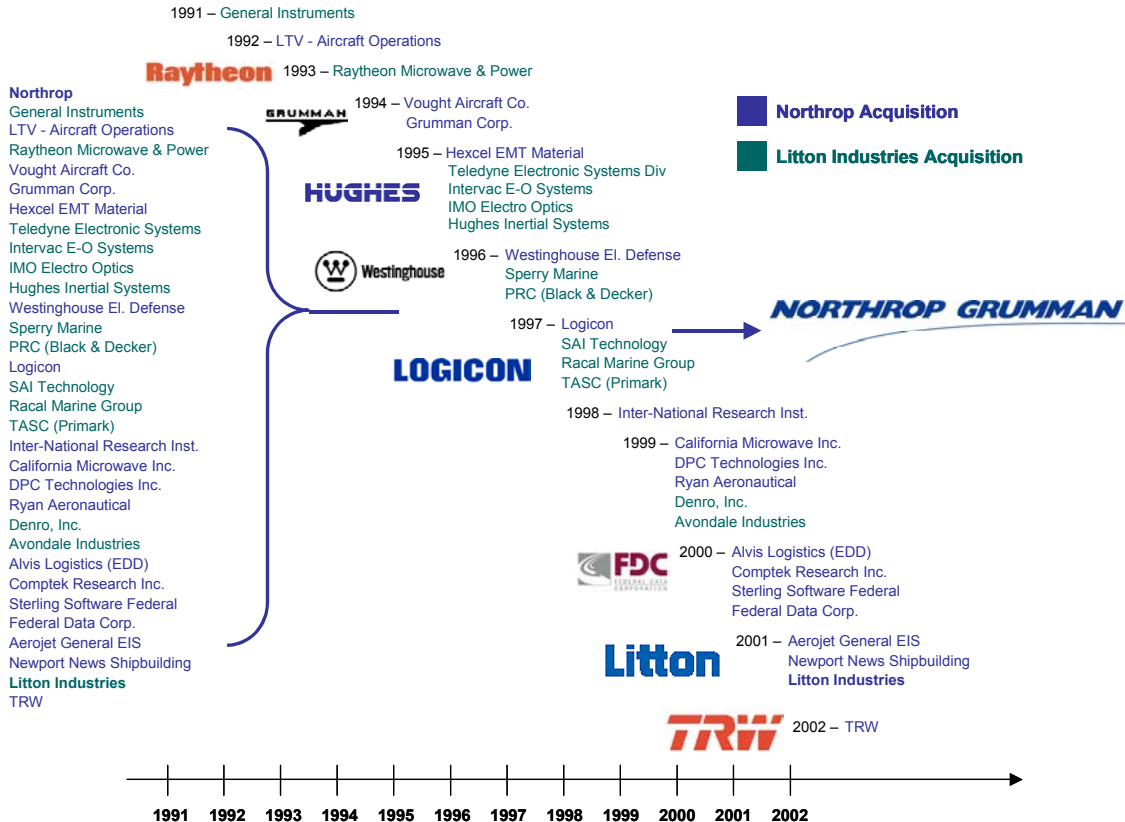 1991 – General Instruments
1992 – LTV - Aircraft Operations
Raytheon
1993 – Raytheon Microwave & Power
GRUMMAN
1994 – Vought Aircraft Co.
Grumman Corp.
1995 – Hexcel EMT Material
Teledyne Electronic Systems Div
Intervac E-O Systems
IMO Electro Optics
Hughes Inertial Systems
HUGHES
1996 – Westinghouse El. Defense
Sperry Marine
PRC (Black & Decker)
W Westinghouse
1997 – Logicon
SAI Technology
Racal Marine Group
TASC (Primark)
LOGICON
1998 – Inter-National Research Inst.
1999 – California Microwave Inc.
DPC Technologies Inc.
Ryan Aeronautical
Denro, Inc.
Avondale Industries
FDC
FEDERAL DATA
CORPORATION
2000 – Alvis Logistics (EDD)
Comptek Research Inc.
Sterling Software Federal
Federal Data Corp.
Litton
2001 – Aerojet General EIS
Newport News Shipbuilding
Litton Industries
TRW
2002 – TRW
Northrop
General Instruments
LTV - Aircraft Operations
Raytheon Microwave & Power
Vought Aircraft Co.
Grumman Corp.
Hexcel EMT Material
Teledyne Electronic Systems
Intervac E-O Systems
IMO Electro Optics
Hughes Inertial Systems
Westinghouse El. Defense
Sperry Marine
PRC (Black & Decker)
Logicon
SAI Technology
Racal Marine Group
TASC (Primark)
Inter-National Research Inst.
California Microwave Inc.
DPC Technologies Inc.
Ryan Aeronautical
Denro, Inc.
Avondale Industries
Alvis Logistics (EDD)
Comptek Research Inc.
Sterling Software Federal
Federal Data Corp.
Aerojet General EIS
Newport News Shipbuilding
Litton Industries
TRW
Northrop Acquisition
Litton Industries Acquisition
NORTHROP GRUMMAN
1991 1992 1993 1994 1995 1996 1997 1998 1999 2000 2001 2002